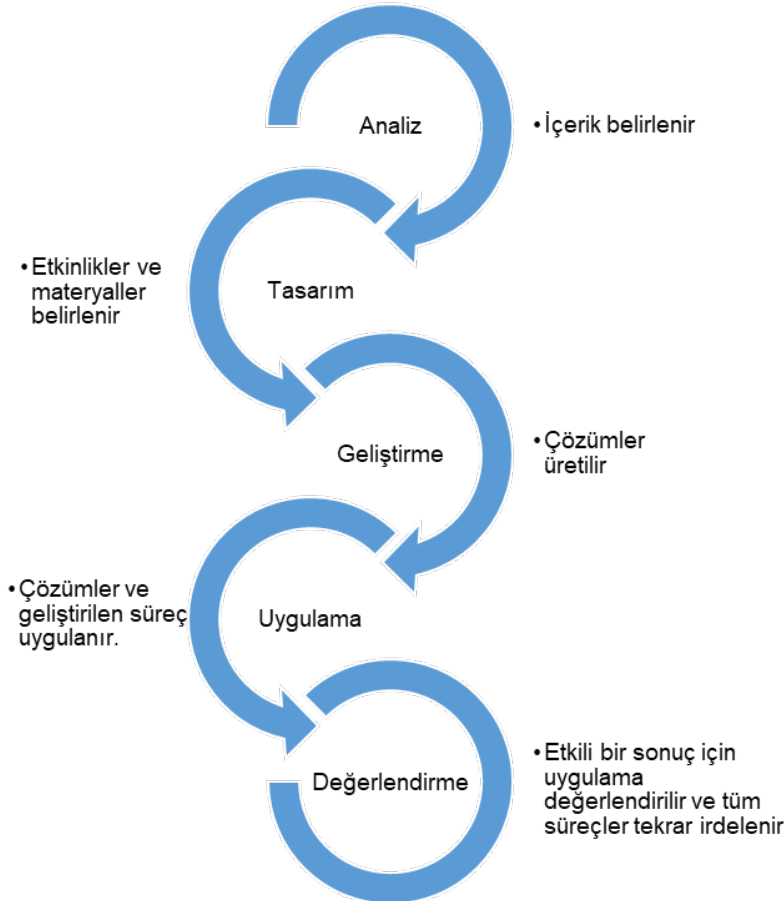 Analiz
• İçerik belirlenir
• Etkinlikler ve
materyaller
belirlenir
Tasarım
Geliştirme
• Çözümler
üretilir
• Çözümler ve
geliştirilen süreç
uygulanır.
Uygulama
Değerlendirme
• Etkili bir sonuç için
uygulama
değerlendirilir ve tüm
süreçler tekrar irdelenir